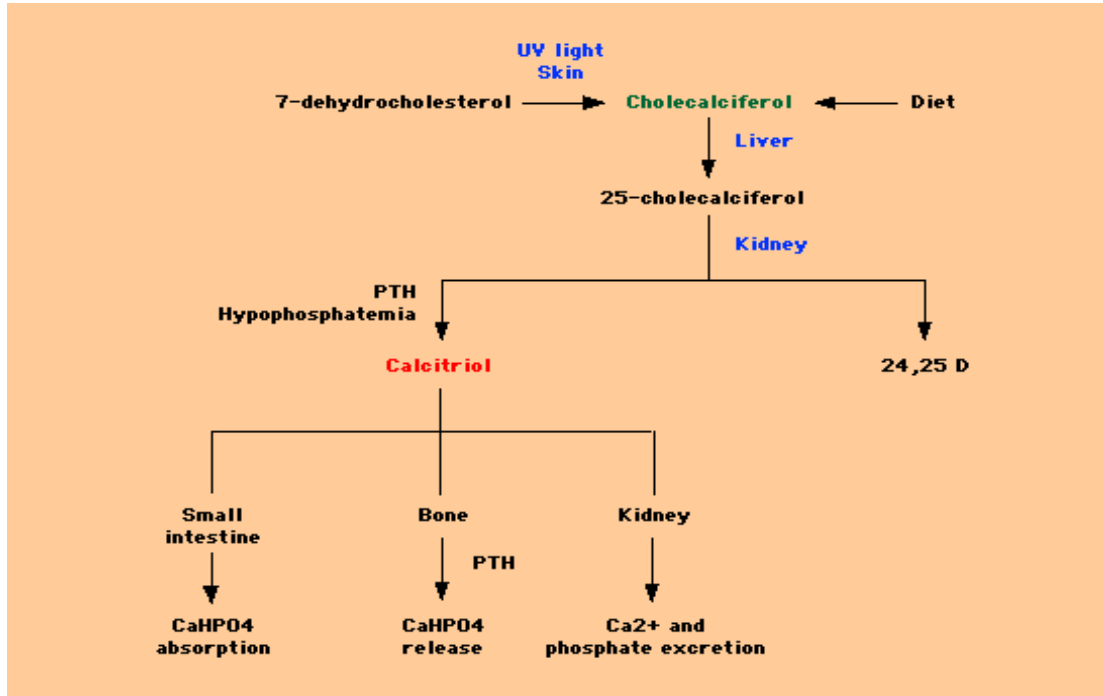 UV light
Skin
7-dehydrocholesterol
Cholecalciferol
Diet
Liver
25-cholecalciferol
Kidney
PTH
Hypophosphatemia
Calcitriol
24,25 D
Small
intestine
Bone
Kidney
PTH
CaHPO4
absorption
CaHPO4
release
Ca2+ and
phosphate excretion